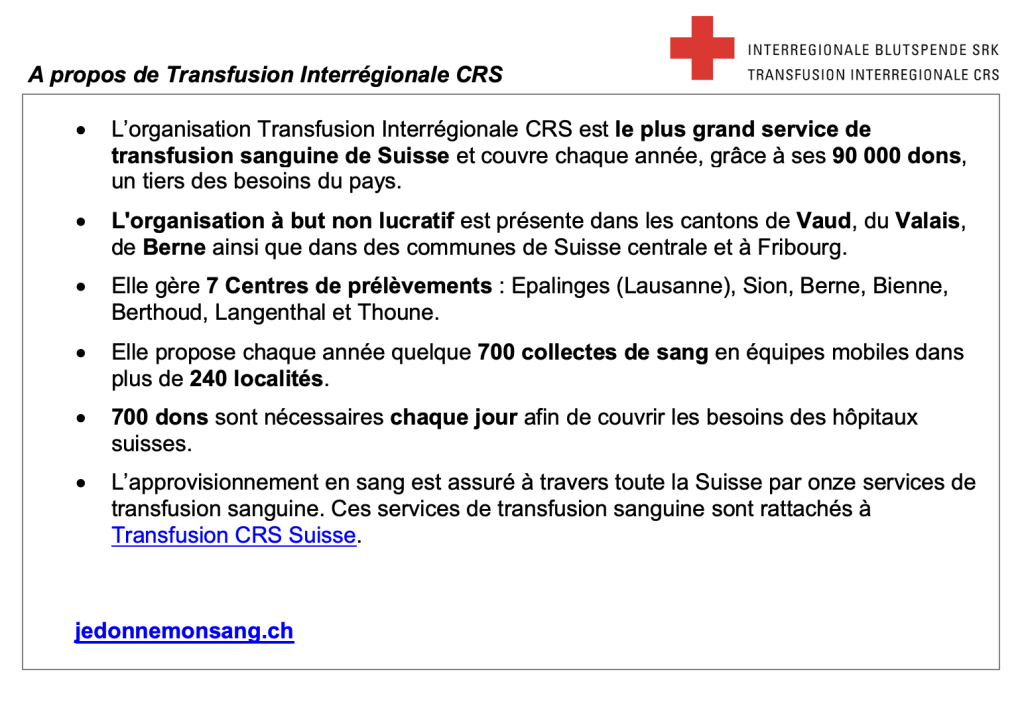 INTERREGIONALE BLUTSPENDE SRK
TRANSFUSION INTERREGIONALE CRS
A propos de Transfusion Interrégionale CRS
• L’organisation Transfusion Interrégionale CRS est le plus grand service de
transfusion sanguine de Suisse et couvre chaque année, grâce à ses 90 000 dons,
un tiers des besoins du pays.
• L'organisation à but non lucratif est présente dans les cantons de Vaud, du Valais,
de Berne ainsi que dans des communes de Suisse centrale et à Fribourg.
• Elle gère 7 Centres de prélèvements : Epalinges (Lausanne), Sion, Berne, Bienne,
Berthoud, Langenthal et Thoune.
• Elle propose chaque année quelque 700 collectes de sang en équipes mobiles dans
plus de 240 localités.
• 700 dons sont nécessaires chaque jour afin de couvrir les besoins des hôpitaux
suisses.
• L’approvisionnement en sang est assuré à travers toute la Suisse par onze services de
transfusion sanguine. Ces services de transfusion sanguine sont rattachés à
Transfusion CRS Suisse.
jedonnemonsang.ch